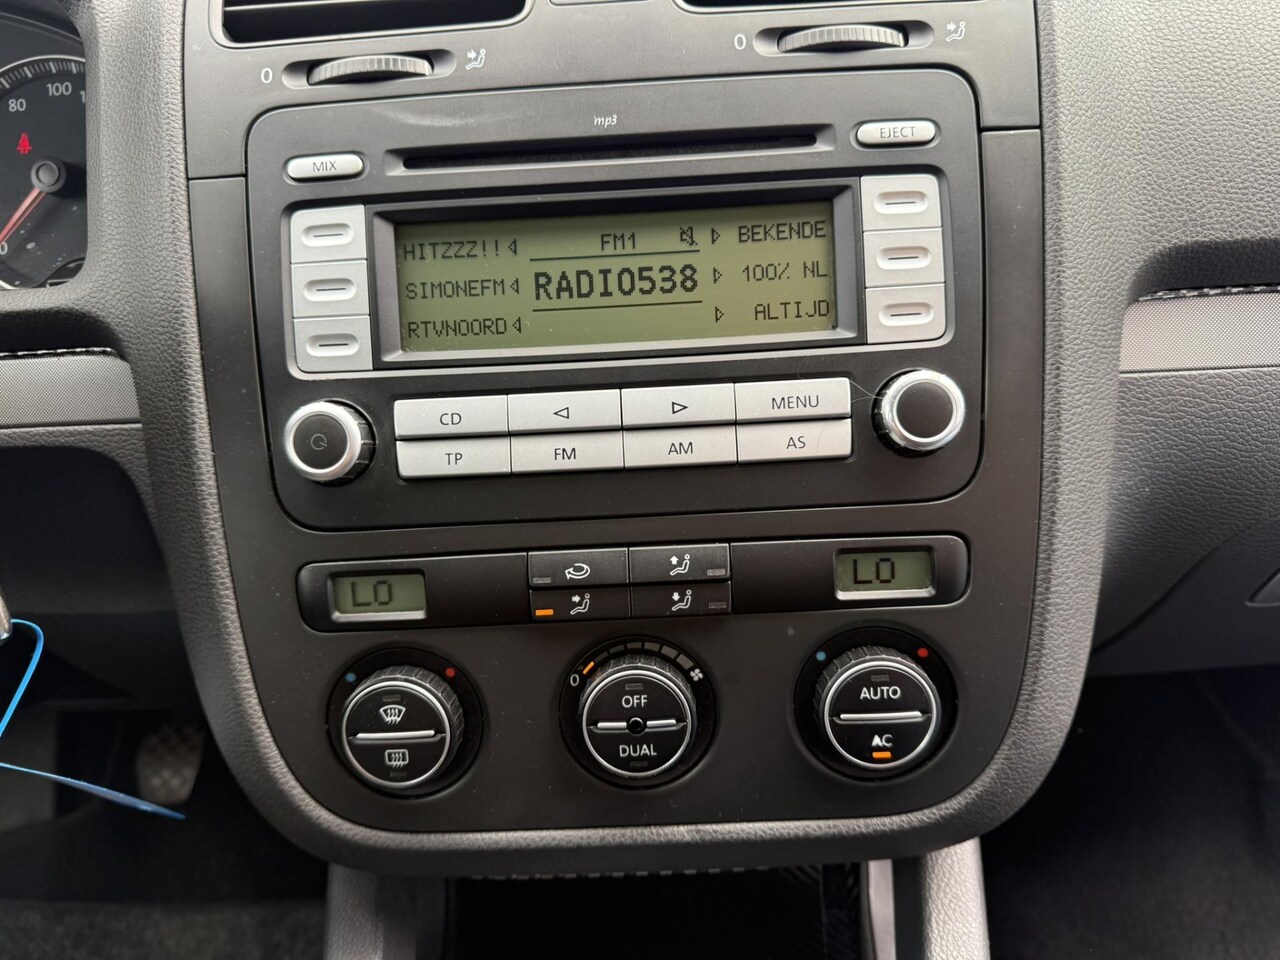 0
0
80
100
mp3
MIX
EJECT
HITZZZ!!
FM1
BEKENDE
SIMONEFM
RADIO538
100% NL
RTVNOORD
ALTIJD
CD
MENU
TP
FM
AM
AS
LO
LO
0
OFF
DUAL
AUTO
AC